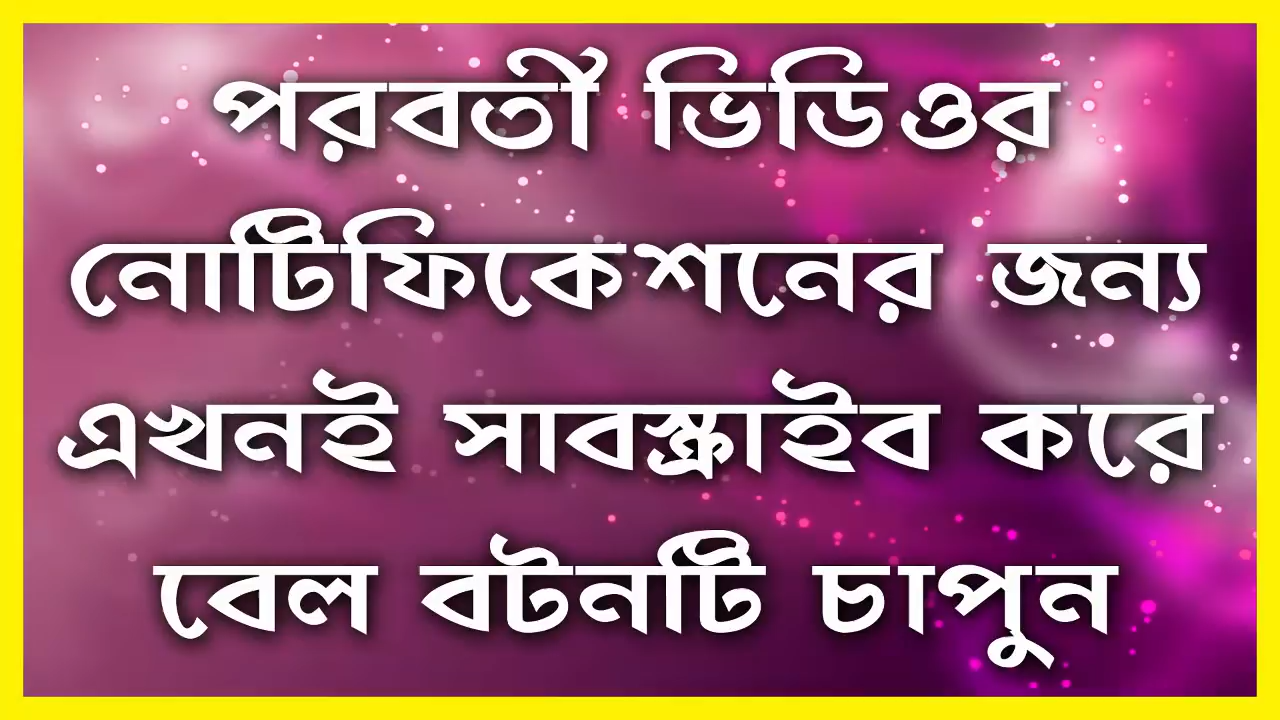 পরবর্তী ভিডিওর
নোটিফিকেশনের জন্য
এখনই সাবস্ক্রাইব করে
বেল বটনটি চাপুন